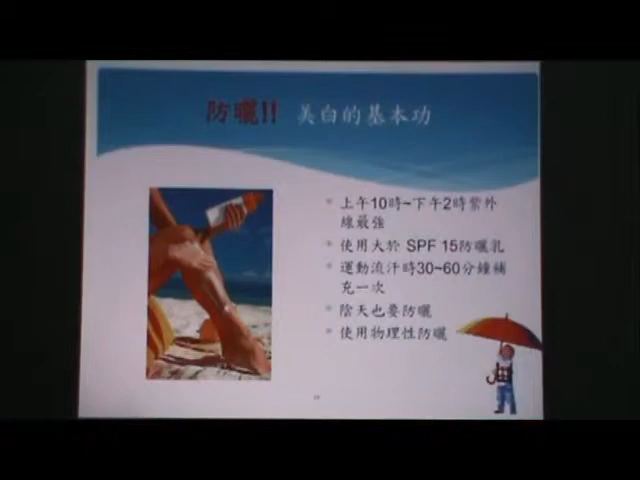 防曬!! 美白的基本功
上午10時~下午2時紫外
線最強
使用大於 SPF 15防曬乳
運動流汗時30~60分鐘補
充一次
陰天也要防曬
使用物理性防曬